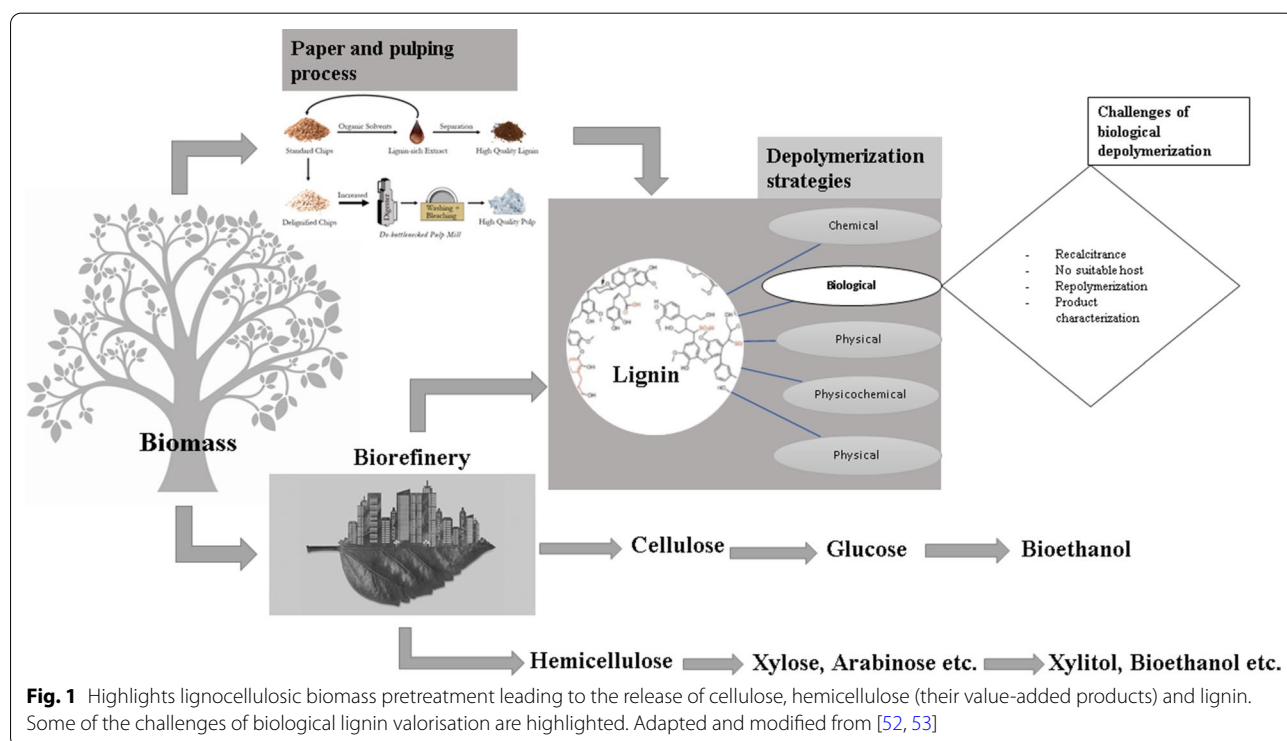 Paper and pulping
process
Organic Solvents
Separation
Standard Chips
Lignin-rich Extract
High Quality Lignin
Increased
Digester
Washing +
Bleaching
Delignified Chips
High Quality Pulp
De-bottlenecked Pulp Mill
Challenges of
biological
depolymerization
Depolymerization
strategies
Chemical
Biological
Physical
Physicochemical
Physical
- Recalcitrance
- No suitable host
- Repolymerization
- Product
characterization
Lignin
Biomass
Biorefinery
Cellulose
Glucose
Bioethanol
Hemicellulose
Xylose, Arabinose etc.
Xylitol, Bioethanol etc.
Fig. 1 Highlights lignocellulosic biomass pretreatment leading to the release of cellulose, hemicellulose (their value-added products) and lignin.
Some of the challenges of biological lignin valorisation are highlighted. Adapted and modified from [52, 53]